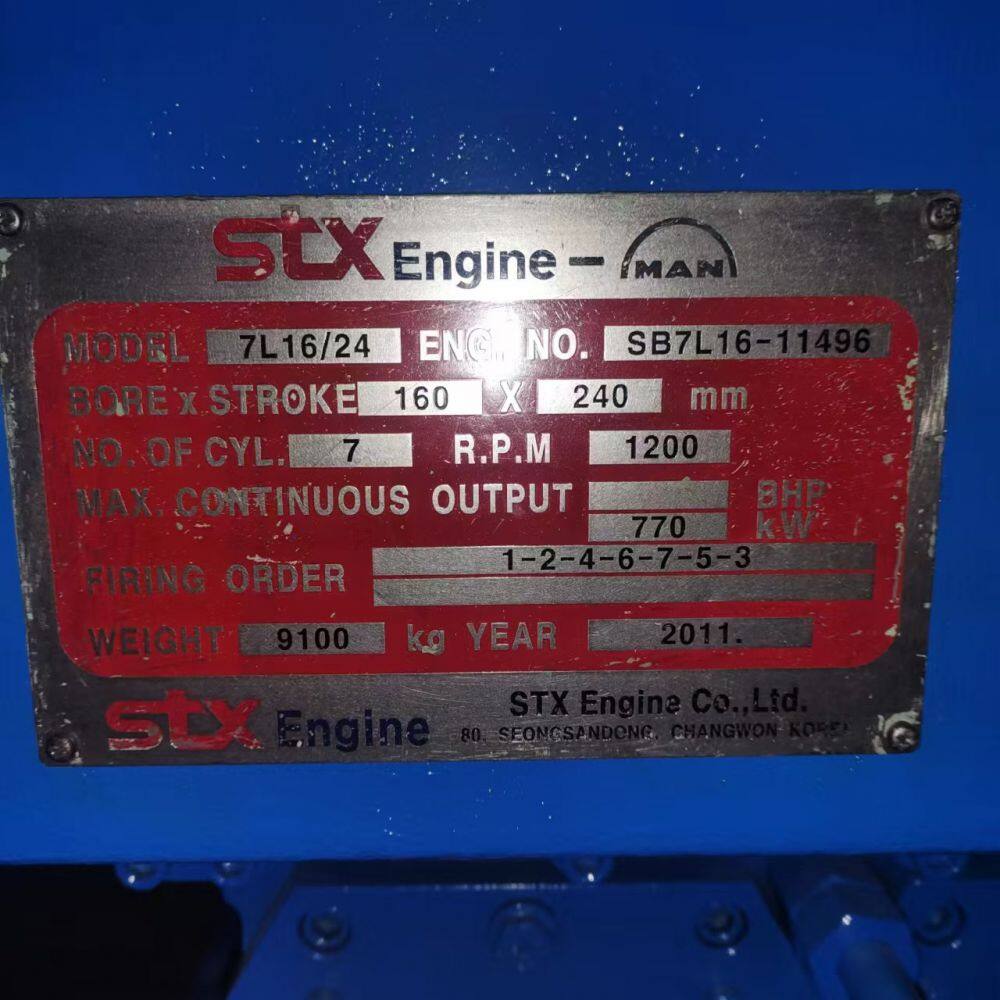 STX Engine - MAN
MODEL 7L16/24 ENG. NO. SB7L16-11496
BORE x STROKE 160 X 240 mm
NO. OF CYL. 7 R.P.M 1200
MAX. CONTINUOUS OUTPUT BHP
770 kW
FIRING ORDER 1-2-4-6-7-5-3
WEIGHT 9100 kg YEAR 2011.
STX Engine STX Engine Co.,Ltd.
80, SEONGSANDONG, CHANGWON KOREA